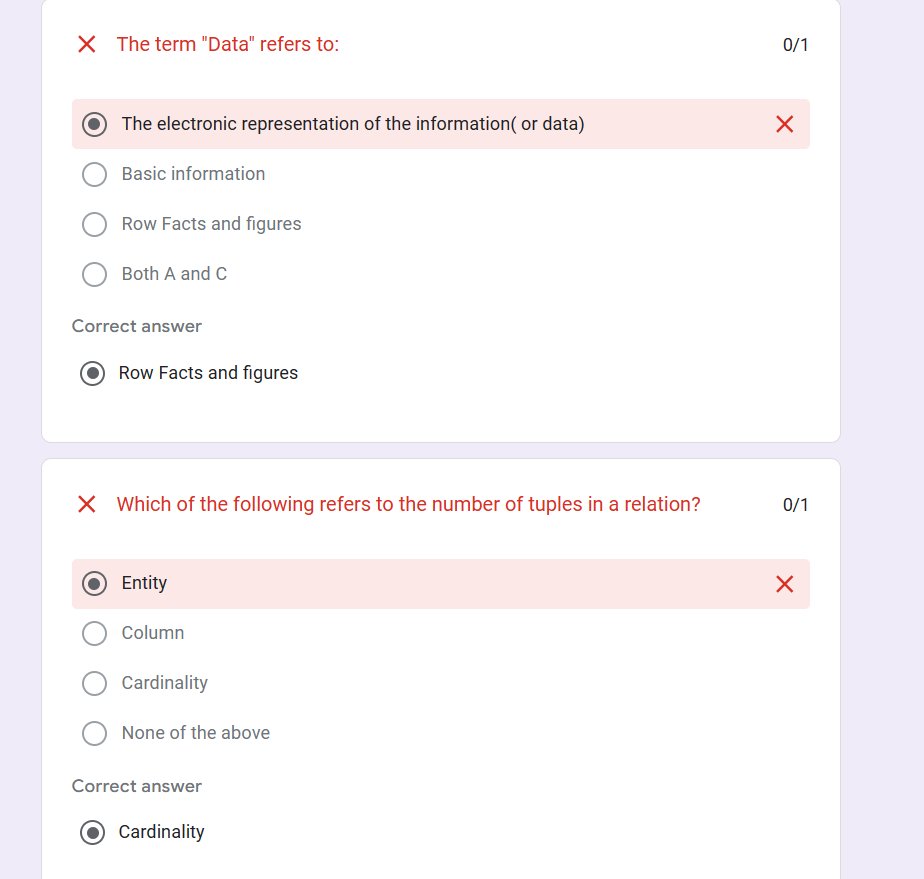 The term "Data" refers to: 0/1
The electronic representation of the information( or data)
Basic information
Row Facts and figures
Both A and C
Correct answer
Row Facts and figures
Which of the following refers to the number of tuples in a relation? 0/1
Entity
Column
Cardinality
None of the above
Correct answer
Cardinality